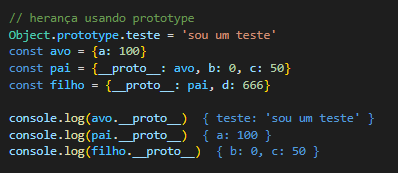 // herança usando prototype
Object.prototype.teste = 'sou um teste'
const avo = {a: 100}
const pai = {__proto__: avo, b: 0, c: 50}
const filho = {__proto__: pai, d: 666}

console.log(avo.__proto__)  { teste: 'sou um teste' }
console.log(pai.__proto__)  { a: 100 }
console.log(filho.__proto__)  { b: 0, c: 50 }